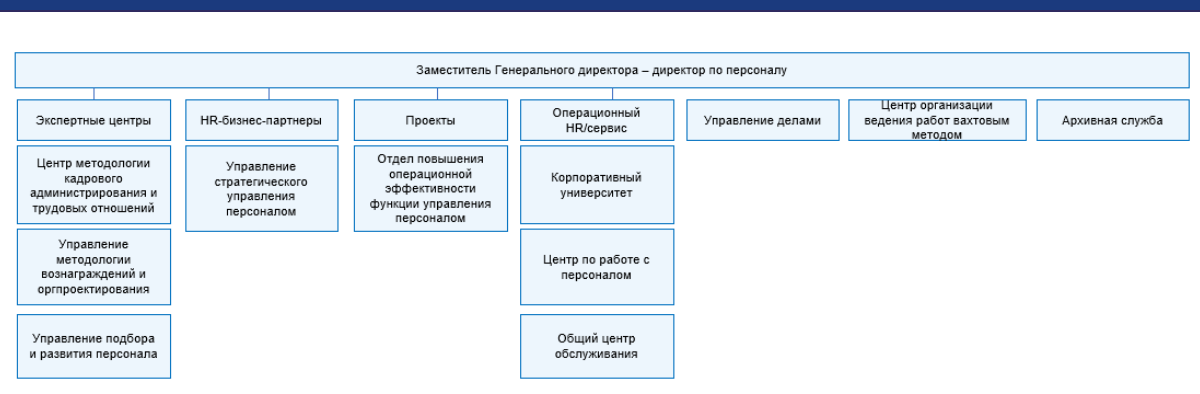 Заместитель Генерального директора – директор по персоналу
Экспертные центры
HR-бизнес-партнеры
Проекты
Операционный
HR/сервис
Управление делами
Центр организации
ведения работ вахтовым
методом
Архивная служба
Центр методологии
кадрового
администрирования и
трудовых отношений
Управление
стратегического
управления
персоналом
Отдел повышения
операционной
эффективности
функции управления
персоналом
Корпоративный
университет
Управление
методологии
вознаграждений и
оргпроектирования
Центр по работе с
персоналом
Управление подбора
и развития персонала
Общий центр
обслуживания